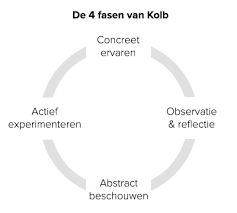 De 4 fasen van Kolb
Concreet
ervaren
Actief
experimenteren
Observatie
& reflectie
Abstract
beschouwen